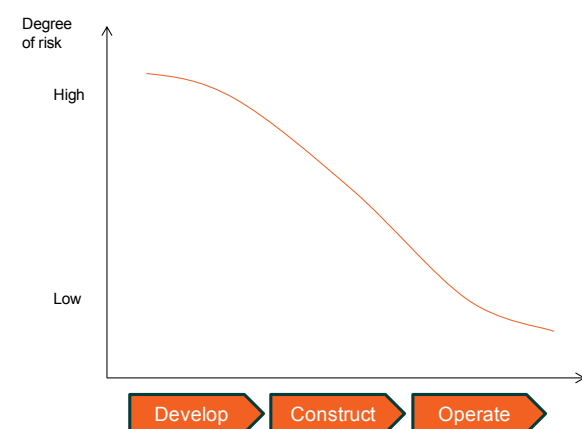 Degree
of risk
High
Low
Develop
Construct
Operate